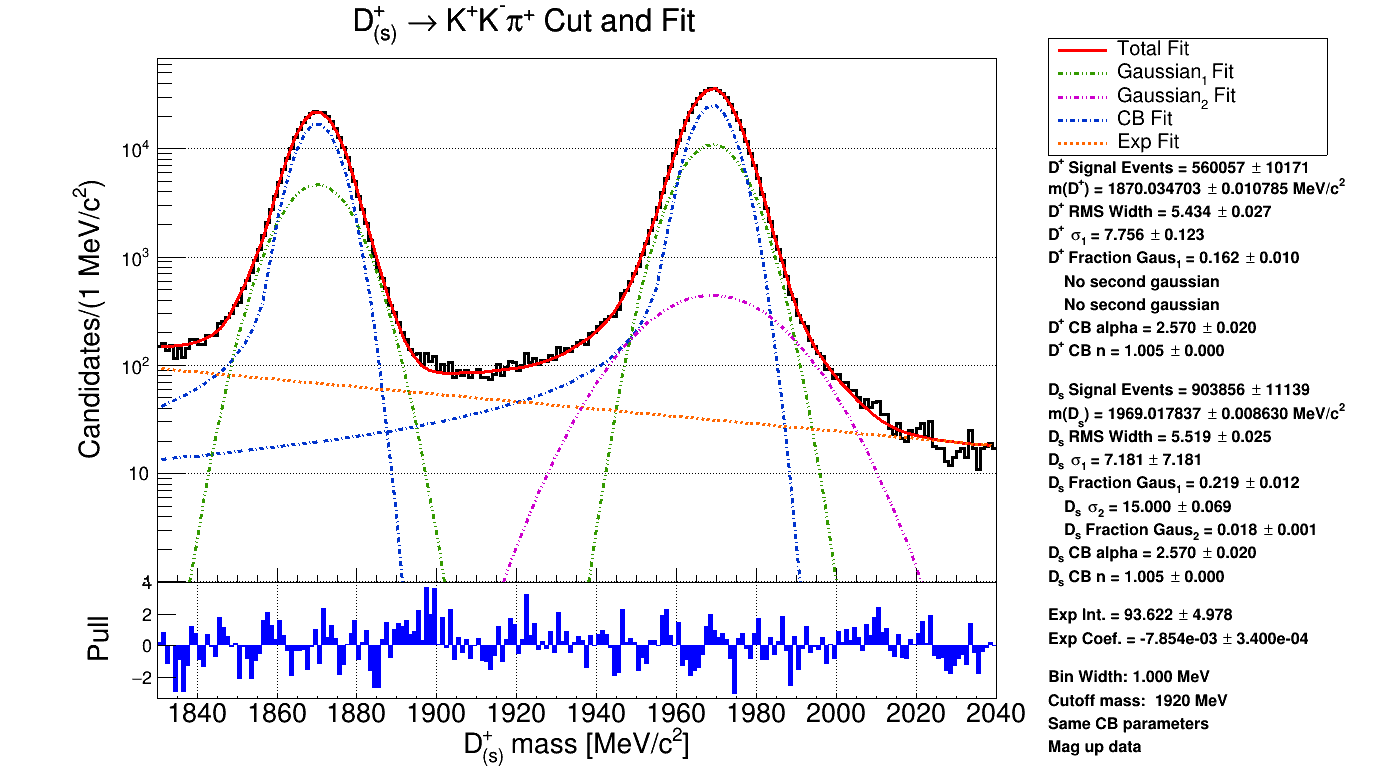 D⁺₍ₛ₎ → K⁺K⁻π⁺ Cut and Fit
Candidates/(1 MeV/c²)
10⁴
10³
10²
10
1
Pull
4
2
0
−2
1840 1860 1880 1900 1920 1940 1960 1980 2000 2020 2040
D⁺₍ₛ₎ mass [MeV/c²]
Total Fit
Gaussian₁ Fit
Gaussian₂ Fit
CB Fit
Exp Fit
D⁺ Signal Events = 560057 ± 10171
m(D⁺) = 1870.034703 ± 0.010785 MeV/c²
D⁺ RMS Width = 5.434 ± 0.027
D⁺ σ₁ = 7.756 ± 0.123
D⁺ Fraction Gaus₁ = 0.162 ± 0.010
No second gaussian
No second gaussian
D⁺ CB alpha = 2.570 ± 0.020
D⁺ CB n = 1.005 ± 0.000
Dₛ Signal Events = 903856 ± 11139
m(Dₛ) = 1969.017837 ± 0.008630 MeV/c²
Dₛ RMS Width = 5.519 ± 0.025
Dₛ σ₁ = 7.181 ± 7.181
Dₛ Fraction Gaus₁ = 0.219 ± 0.012
Dₛ σ₂ = 15.000 ± 0.069
Dₛ Fraction Gaus₂ = 0.018 ± 0.001
Dₛ CB alpha = 2.570 ± 0.020
Dₛ CB n = 1.005 ± 0.000
Exp Int. = 93.622 ± 4.978
Exp Coef. = -7.854e-03 ± 3.400e-04
Bin Width: 1.000 MeV
Cutoff mass: 1920 MeV
Same CB parameters
Mag up data